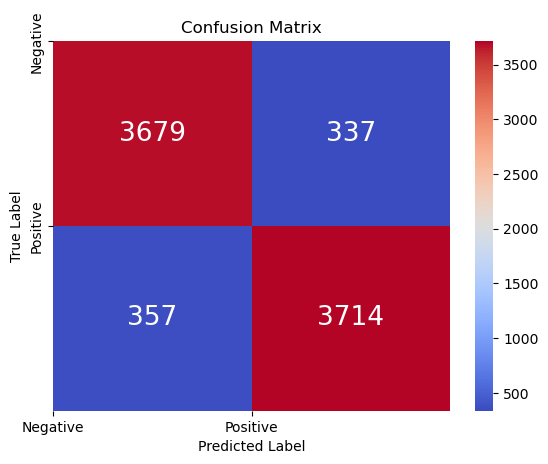 Confusion Matrix
True Label
Negative
Positive
3679 337
357 3714
Negative Positive
Predicted Label
3500
3000
2500
2000
1500
1000
500